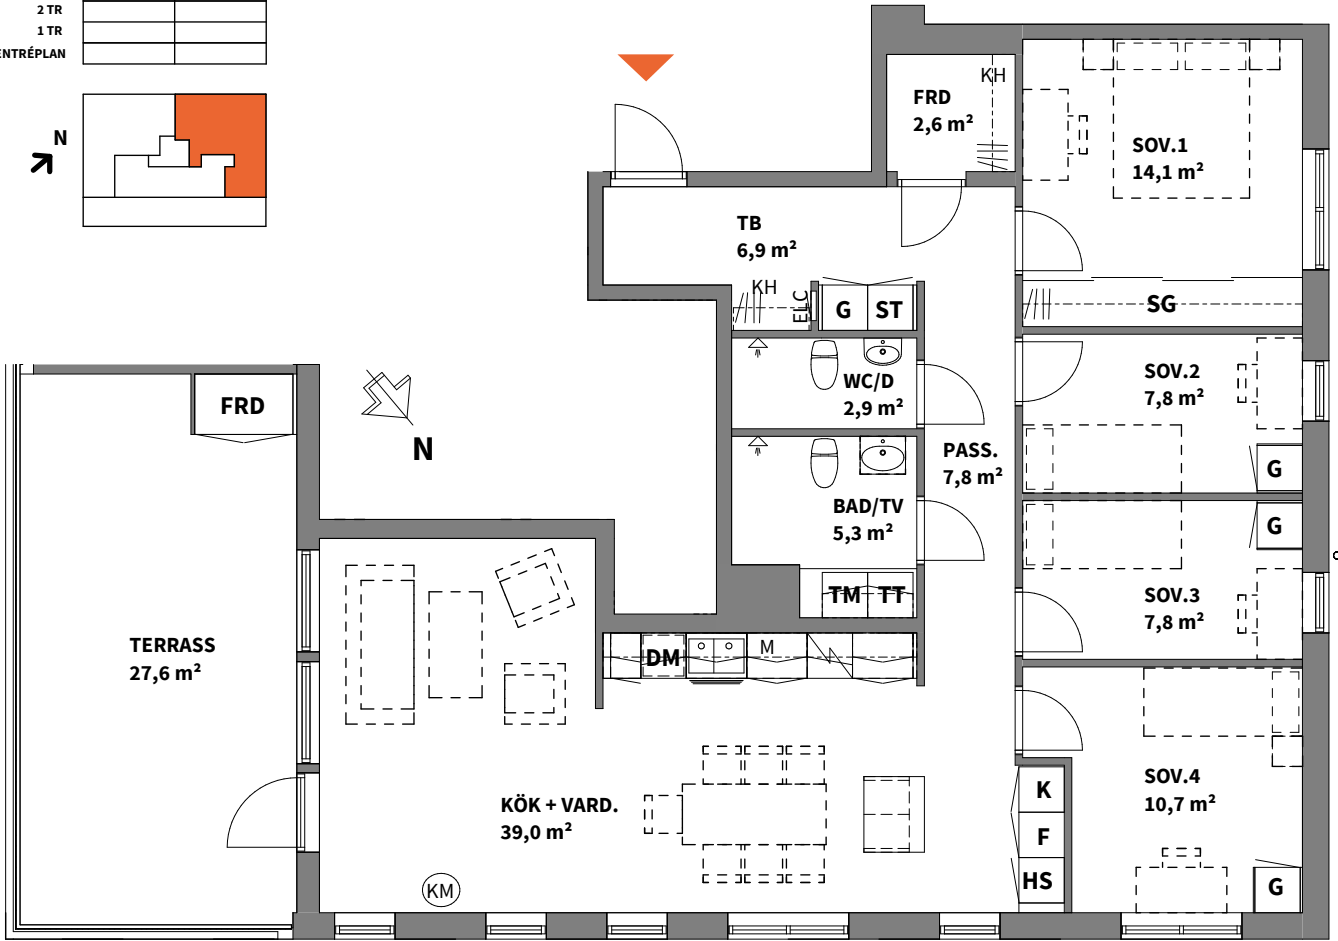 2 TR
1 TR
ENTRÉPLAN
N
KH
FRD
2,6 m²
SOV.1
14,1 m²
TB
6,9 m²
KH
ELC
G
ST
SG
WC/D
2,9 m²
SOV.2
7,8 m²
G
FRD
N
PASS.
7,8 m²
BAD/TV
5,3 m²
G
TM
TT
SOV.3
7,8 m²
TERRASS
27,6 m²
DM
M
KÖK + VARD.
39,0 m²
SOV.4
10,7 m²
K
F
HS
G
KM